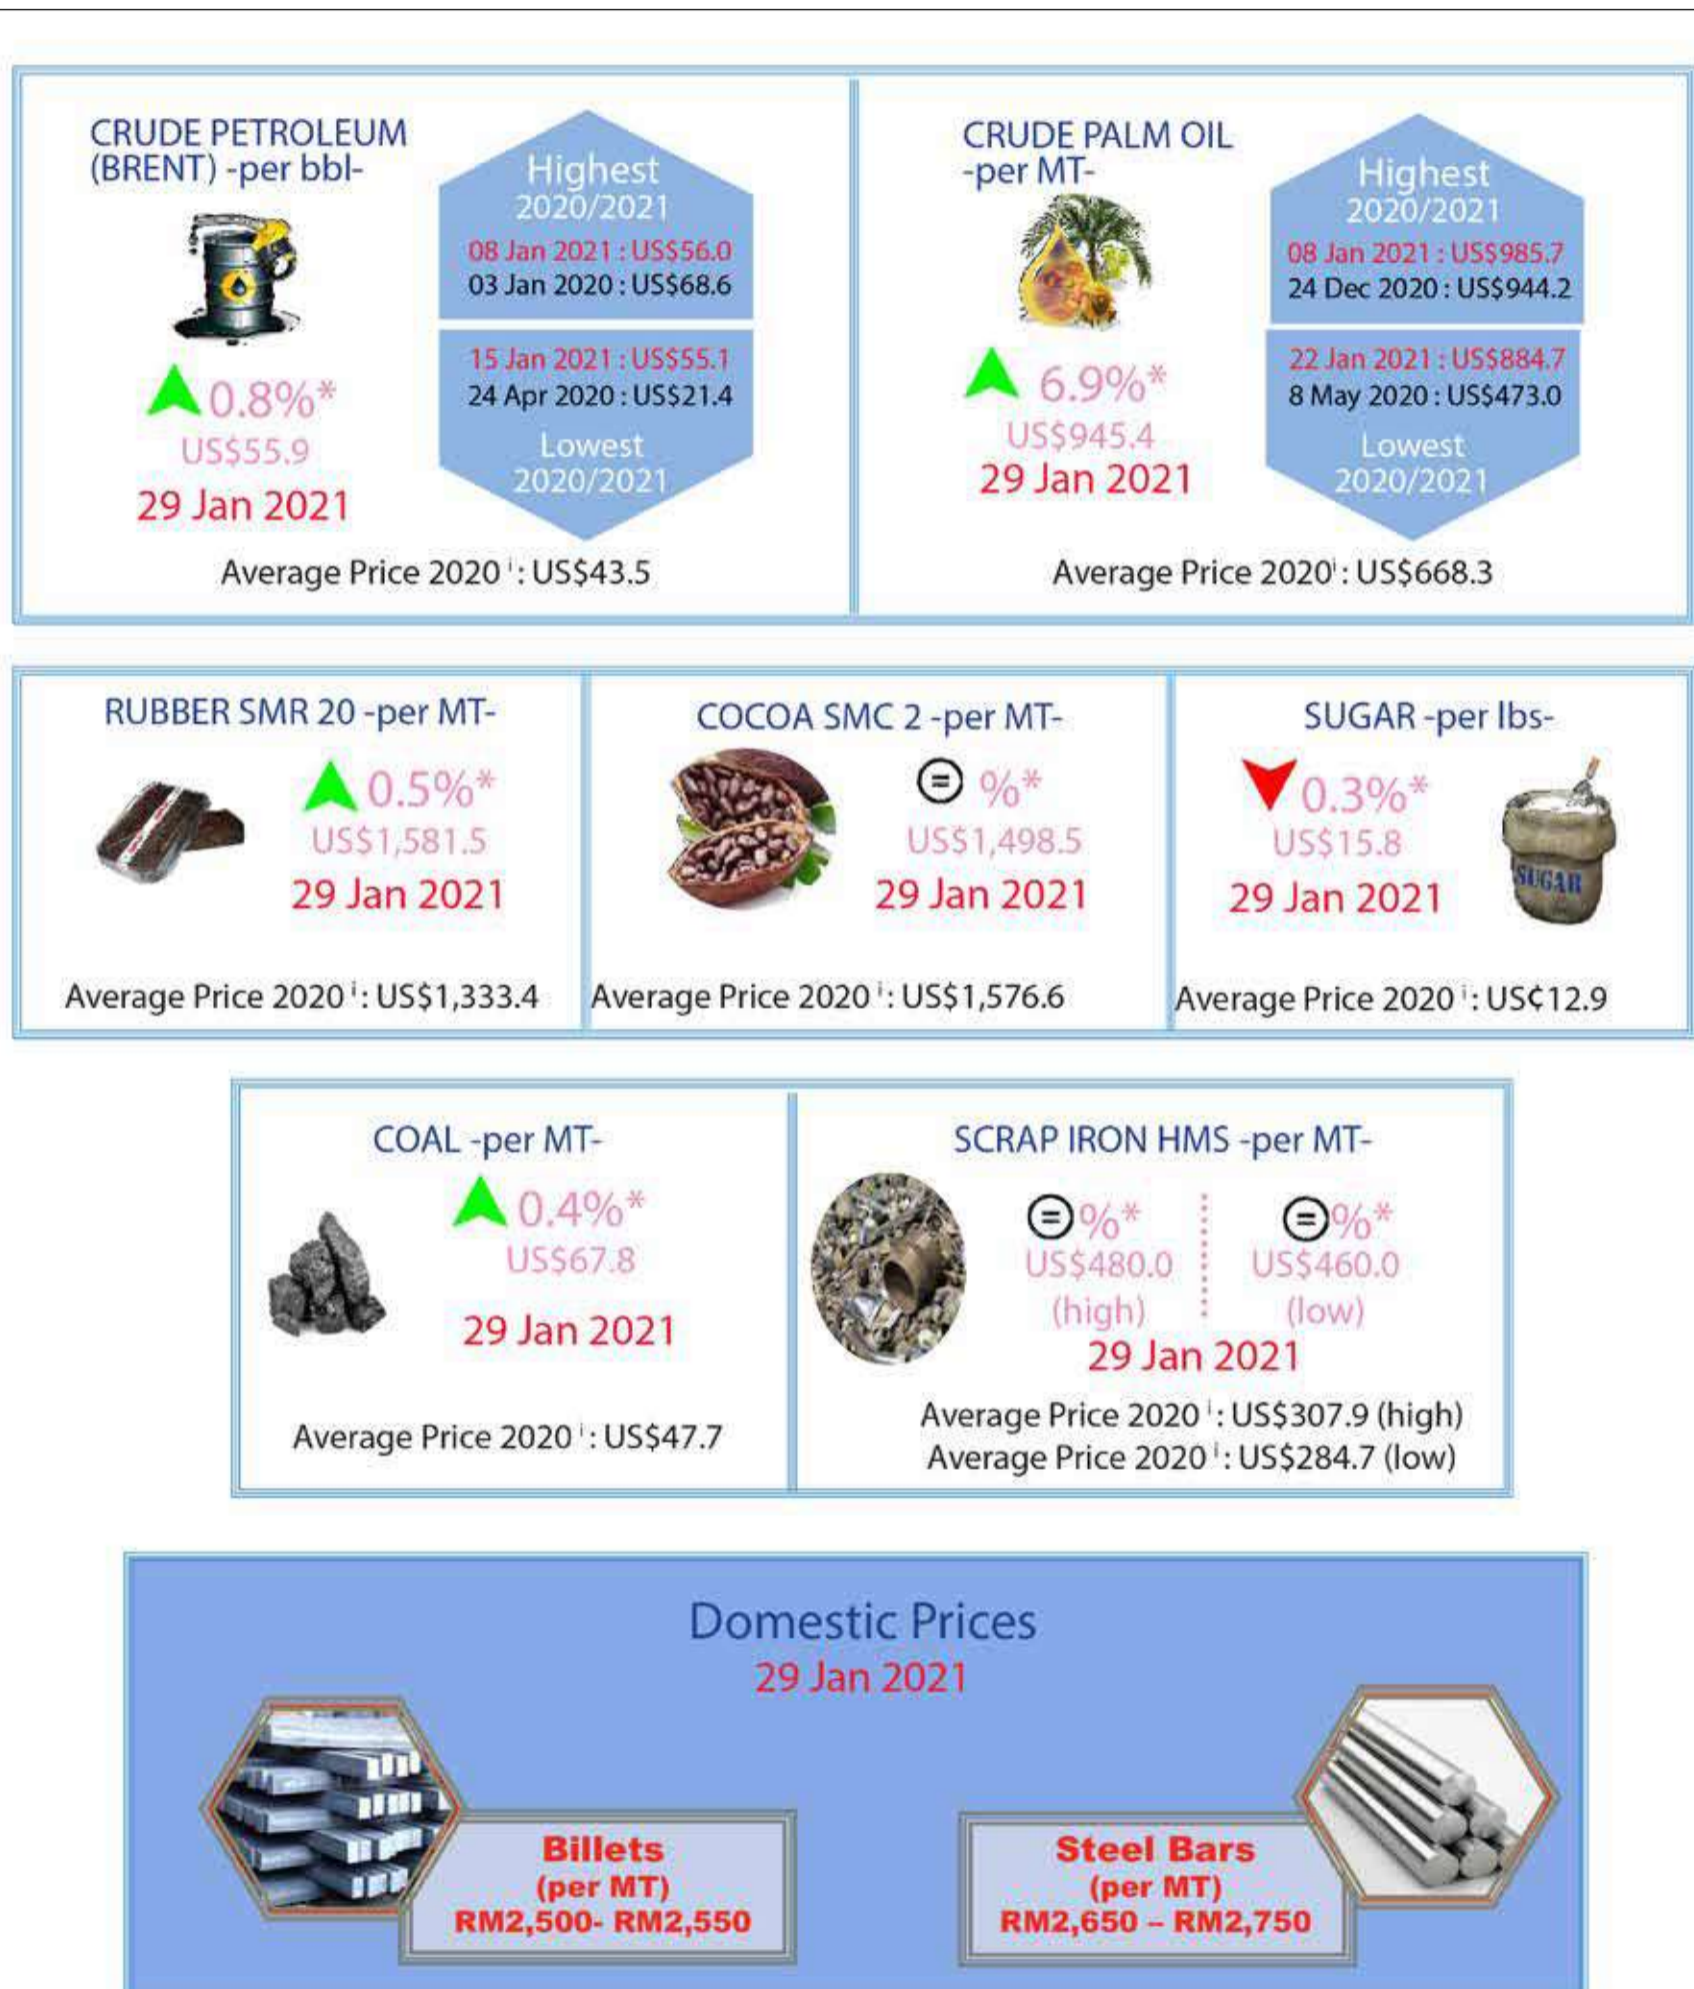 CRUDE PETROLEUM
(BRENT) -per bbl-
Highest
2020/2021
08 Jan 2021 : US$56.0
03 Jan 2020 : US$68.6
15 Jan 2021 : US$55.1
24 Apr 2020 : US$21.4
Lowest
2020/2021
0.8%*
US$55.9
29 Jan 2021
Average Price 2020 i : US$43.5
CRUDE PALM OIL
-per MT-
Highest
2020/2021
08 Jan 2021 : US$985.7
24 Dec 2020 : US$944.2
22 Jan 2021 : US$884.7
8 May 2020 : US$473.0
Lowest
2020/2021
6.9%*
US$945.4
29 Jan 2021
Average Price 2020i : US$668.3
RUBBER SMR 20 -per MT-
0.5%*
US$1,581.5
29 Jan 2021
Average Price 2020 i : US$1,333.4
COCOA SMC 2 -per MT-
= %*
US$1,498.5
29 Jan 2021
Average Price 2020 i : US$1,576.6
SUGAR -per lbs-
0.3%*
US$15.8
29 Jan 2021
SUGAR
Average Price 2020 i : US¢12.9
COAL -per MT-
0.4%*
US$67.8
29 Jan 2021
Average Price 2020 i : US$47.7
SCRAP IRON HMS -per MT-
= %*
US$480.0
(high)
= %*
US$460.0
(low)
29 Jan 2021
Average Price 2020 i : US$307.9 (high)
Average Price 2020 i : US$284.7 (low)
Domestic Prices
29 Jan 2021
Billets
(per MT)
RM2,500- RM2,550
Steel Bars
(per MT)
RM2,650 – RM2,750